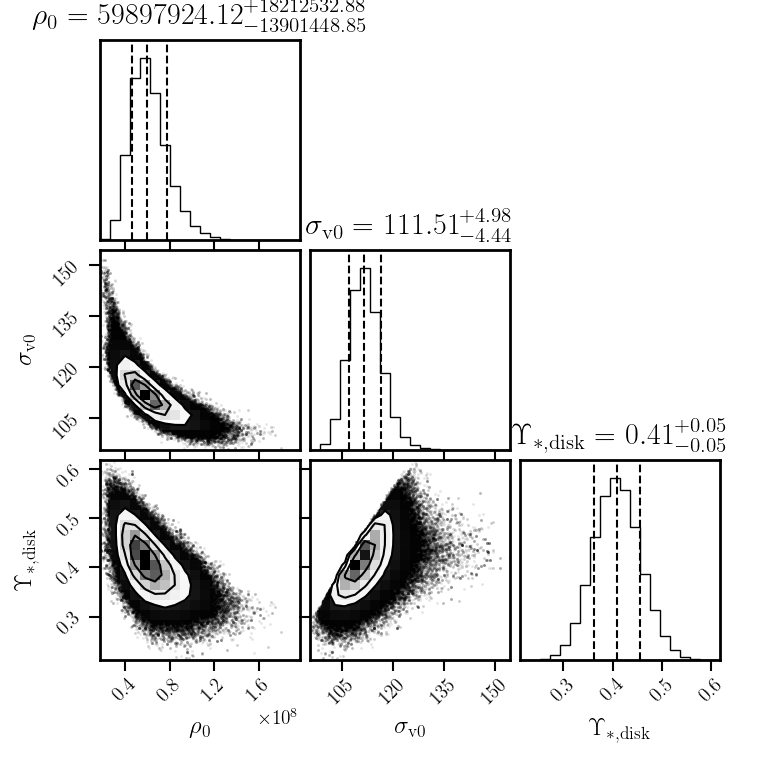 ρ₀ = 59897924.12⁺¹⁸²¹²⁵³²·⁸⁸₋₁₃₉₀₁₄₄₈.₈₅
σᵥ₀ = 111.51⁺⁴·⁹⁸₋₄.₄₄
150
135
120
105
σᵥ₀
ϒ∗,disk = 0.41⁺⁰·⁰⁵₋₀.₀₅
0.6
0.5
0.4
0.3
ϒ∗,disk
0.4 0.8 1.2 1.6
×10⁸
ρ₀
105 120 135 150
σᵥ₀
0.3 0.4 0.5 0.6
ϒ∗,disk